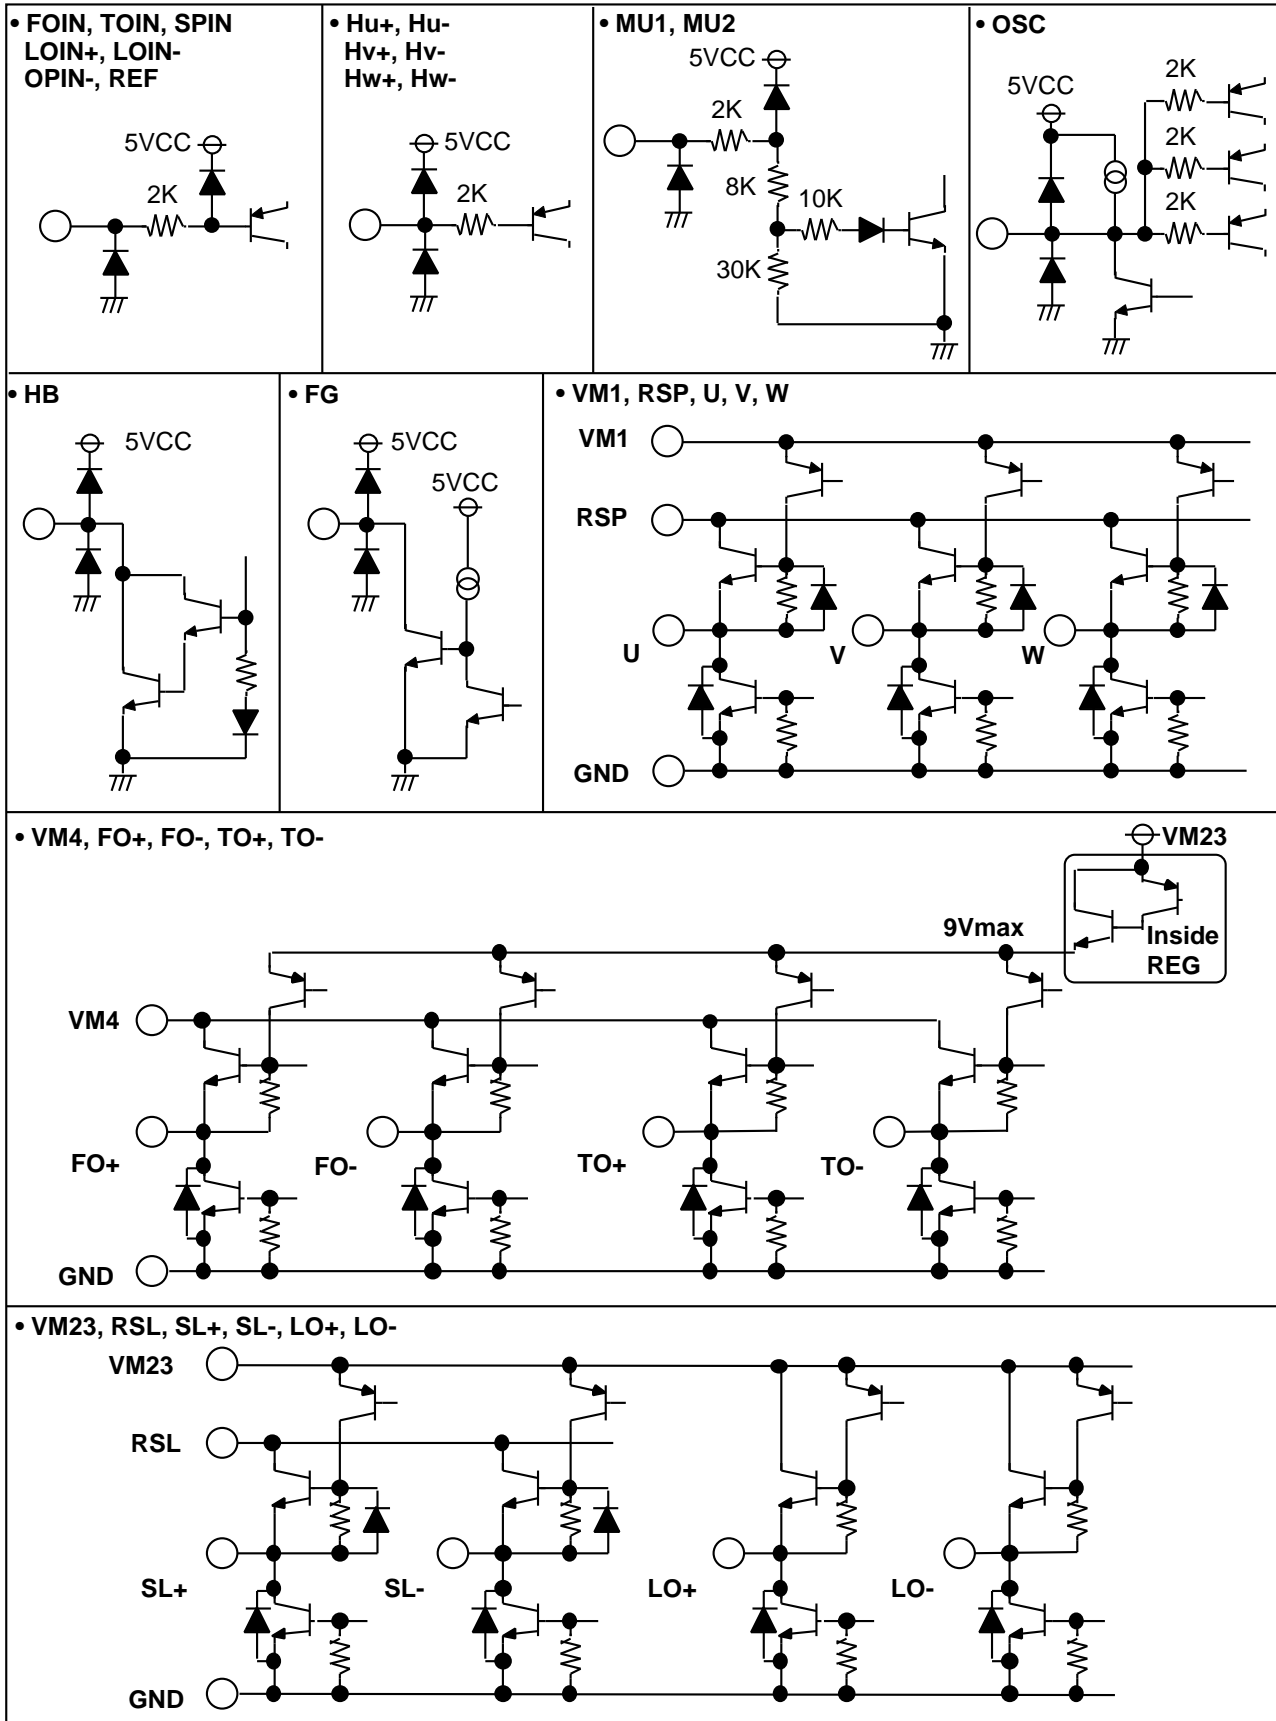 • FOIN, TOIN, SPIN
LOIN+, LOIN-
OPIN-, REF
5VCC
2K
• Hu+, Hu-
Hv+, Hv-
Hw+, Hw-
5VCC
2K
• MU1, MU2
5VCC
2K
8K
10K
30K
• OSC
5VCC
2K
2K
2K
• HB
5VCC
• FG
5VCC
5VCC
• VM1, RSP, U, V, W
VM1
RSP
U
V
W
GND
• VM4, FO+, FO-, TO+, TO-
VM23
9Vmax
Inside
REG
VM4
FO+
FO-
TO+
TO-
GND
• VM23, RSL, SL+, SL-, LO+, LO-
VM23
RSL
SL+
SL-
LO+
LO-
GND